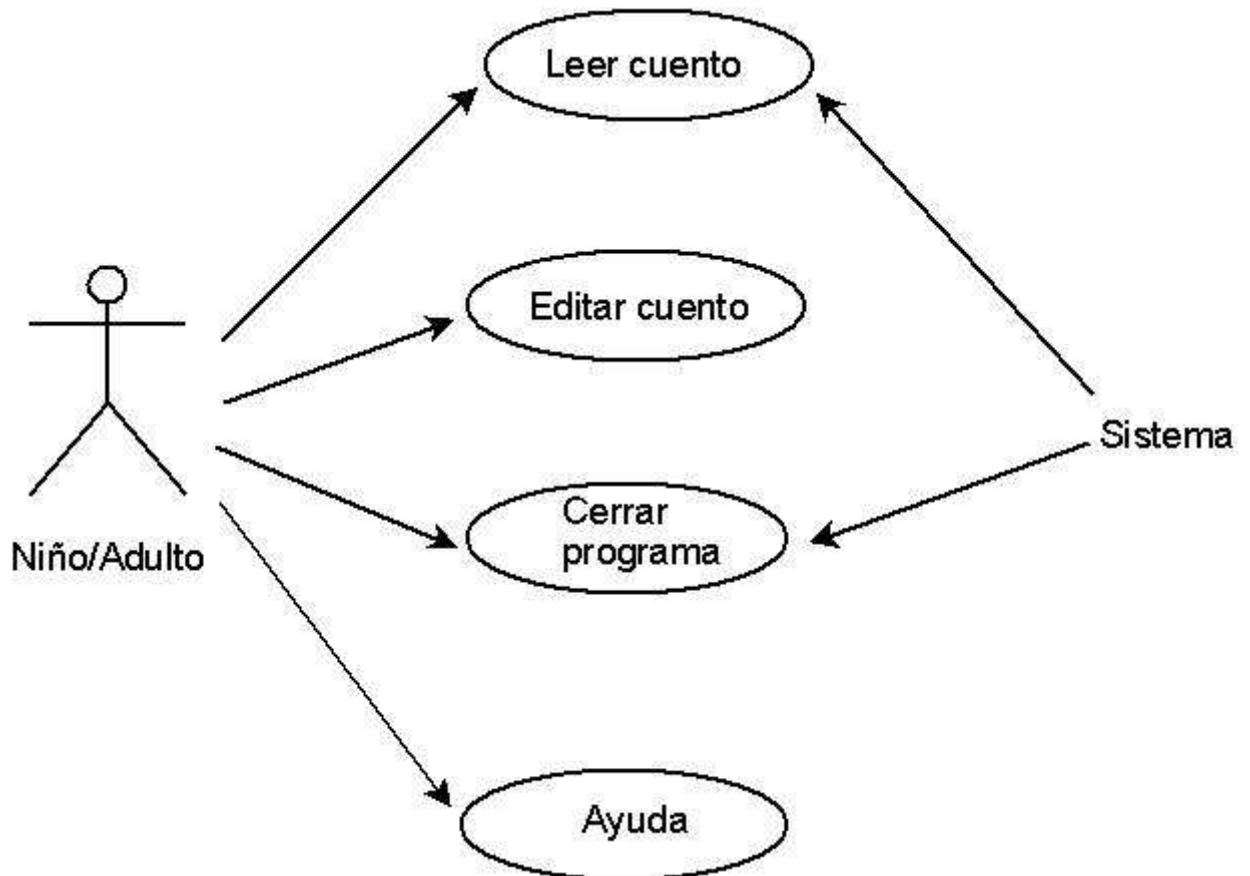 Leer cuento
Editar cuento
Sistema
Cerrar
programa
Niño/Adulto
Ayuda